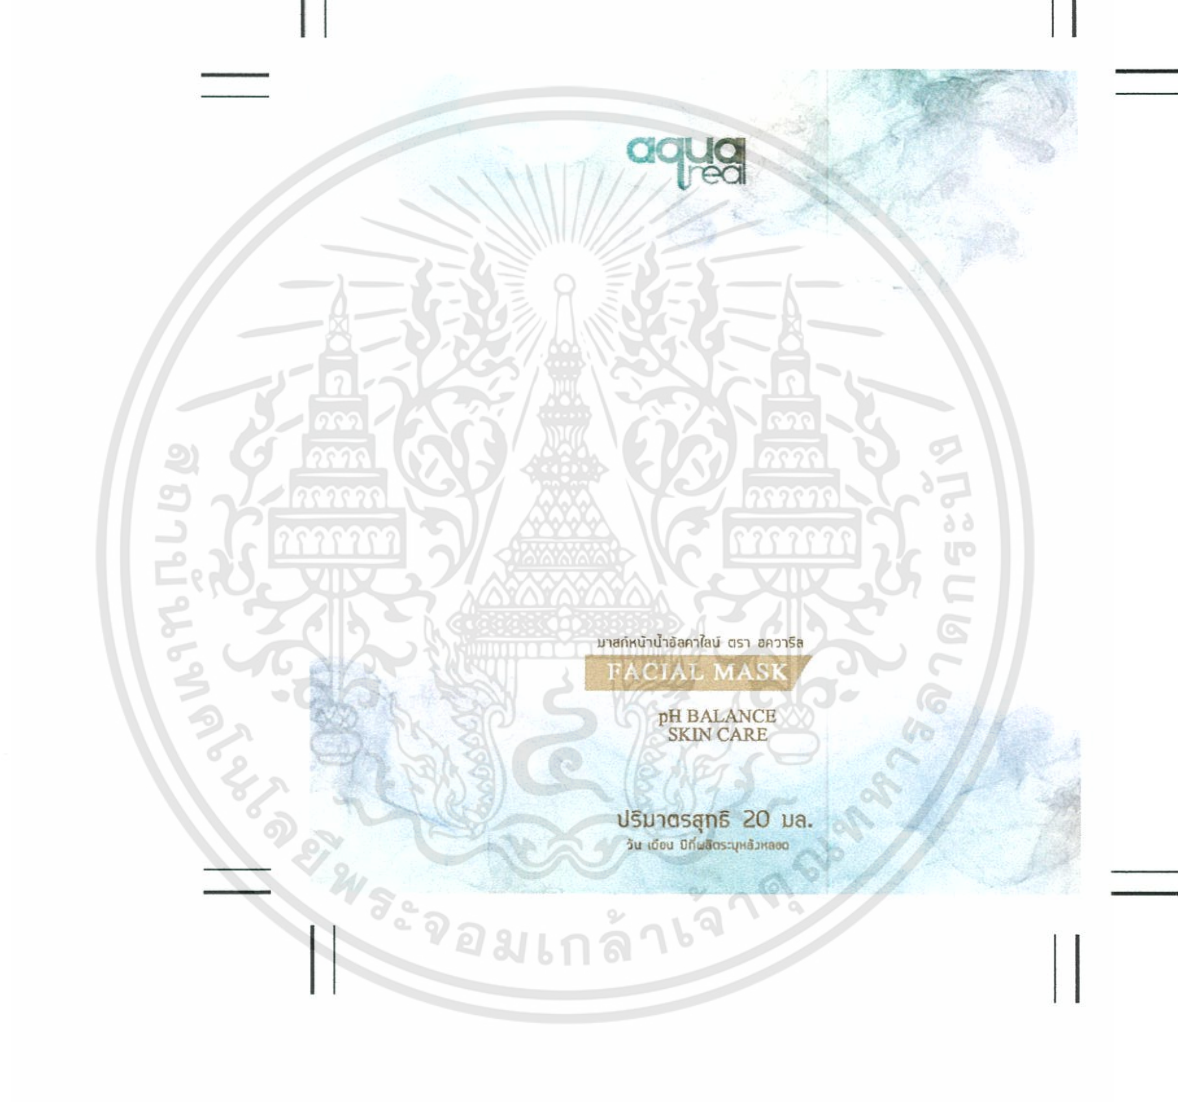 aqua
real
มาสก์หน้าน้ำอัลคาไลน์ ตรา อควารีล
FACIAL MASK
pH BALANCE
SKIN CARE
ปริมาตรสุทธิ 20 มล.
วัน เดือน ปีที่ผลิตระบุหลังหลอด
สถาบันเทคโนโลยีพระจอมเกล้าเจ้าคุณทหารลาดกระบัง